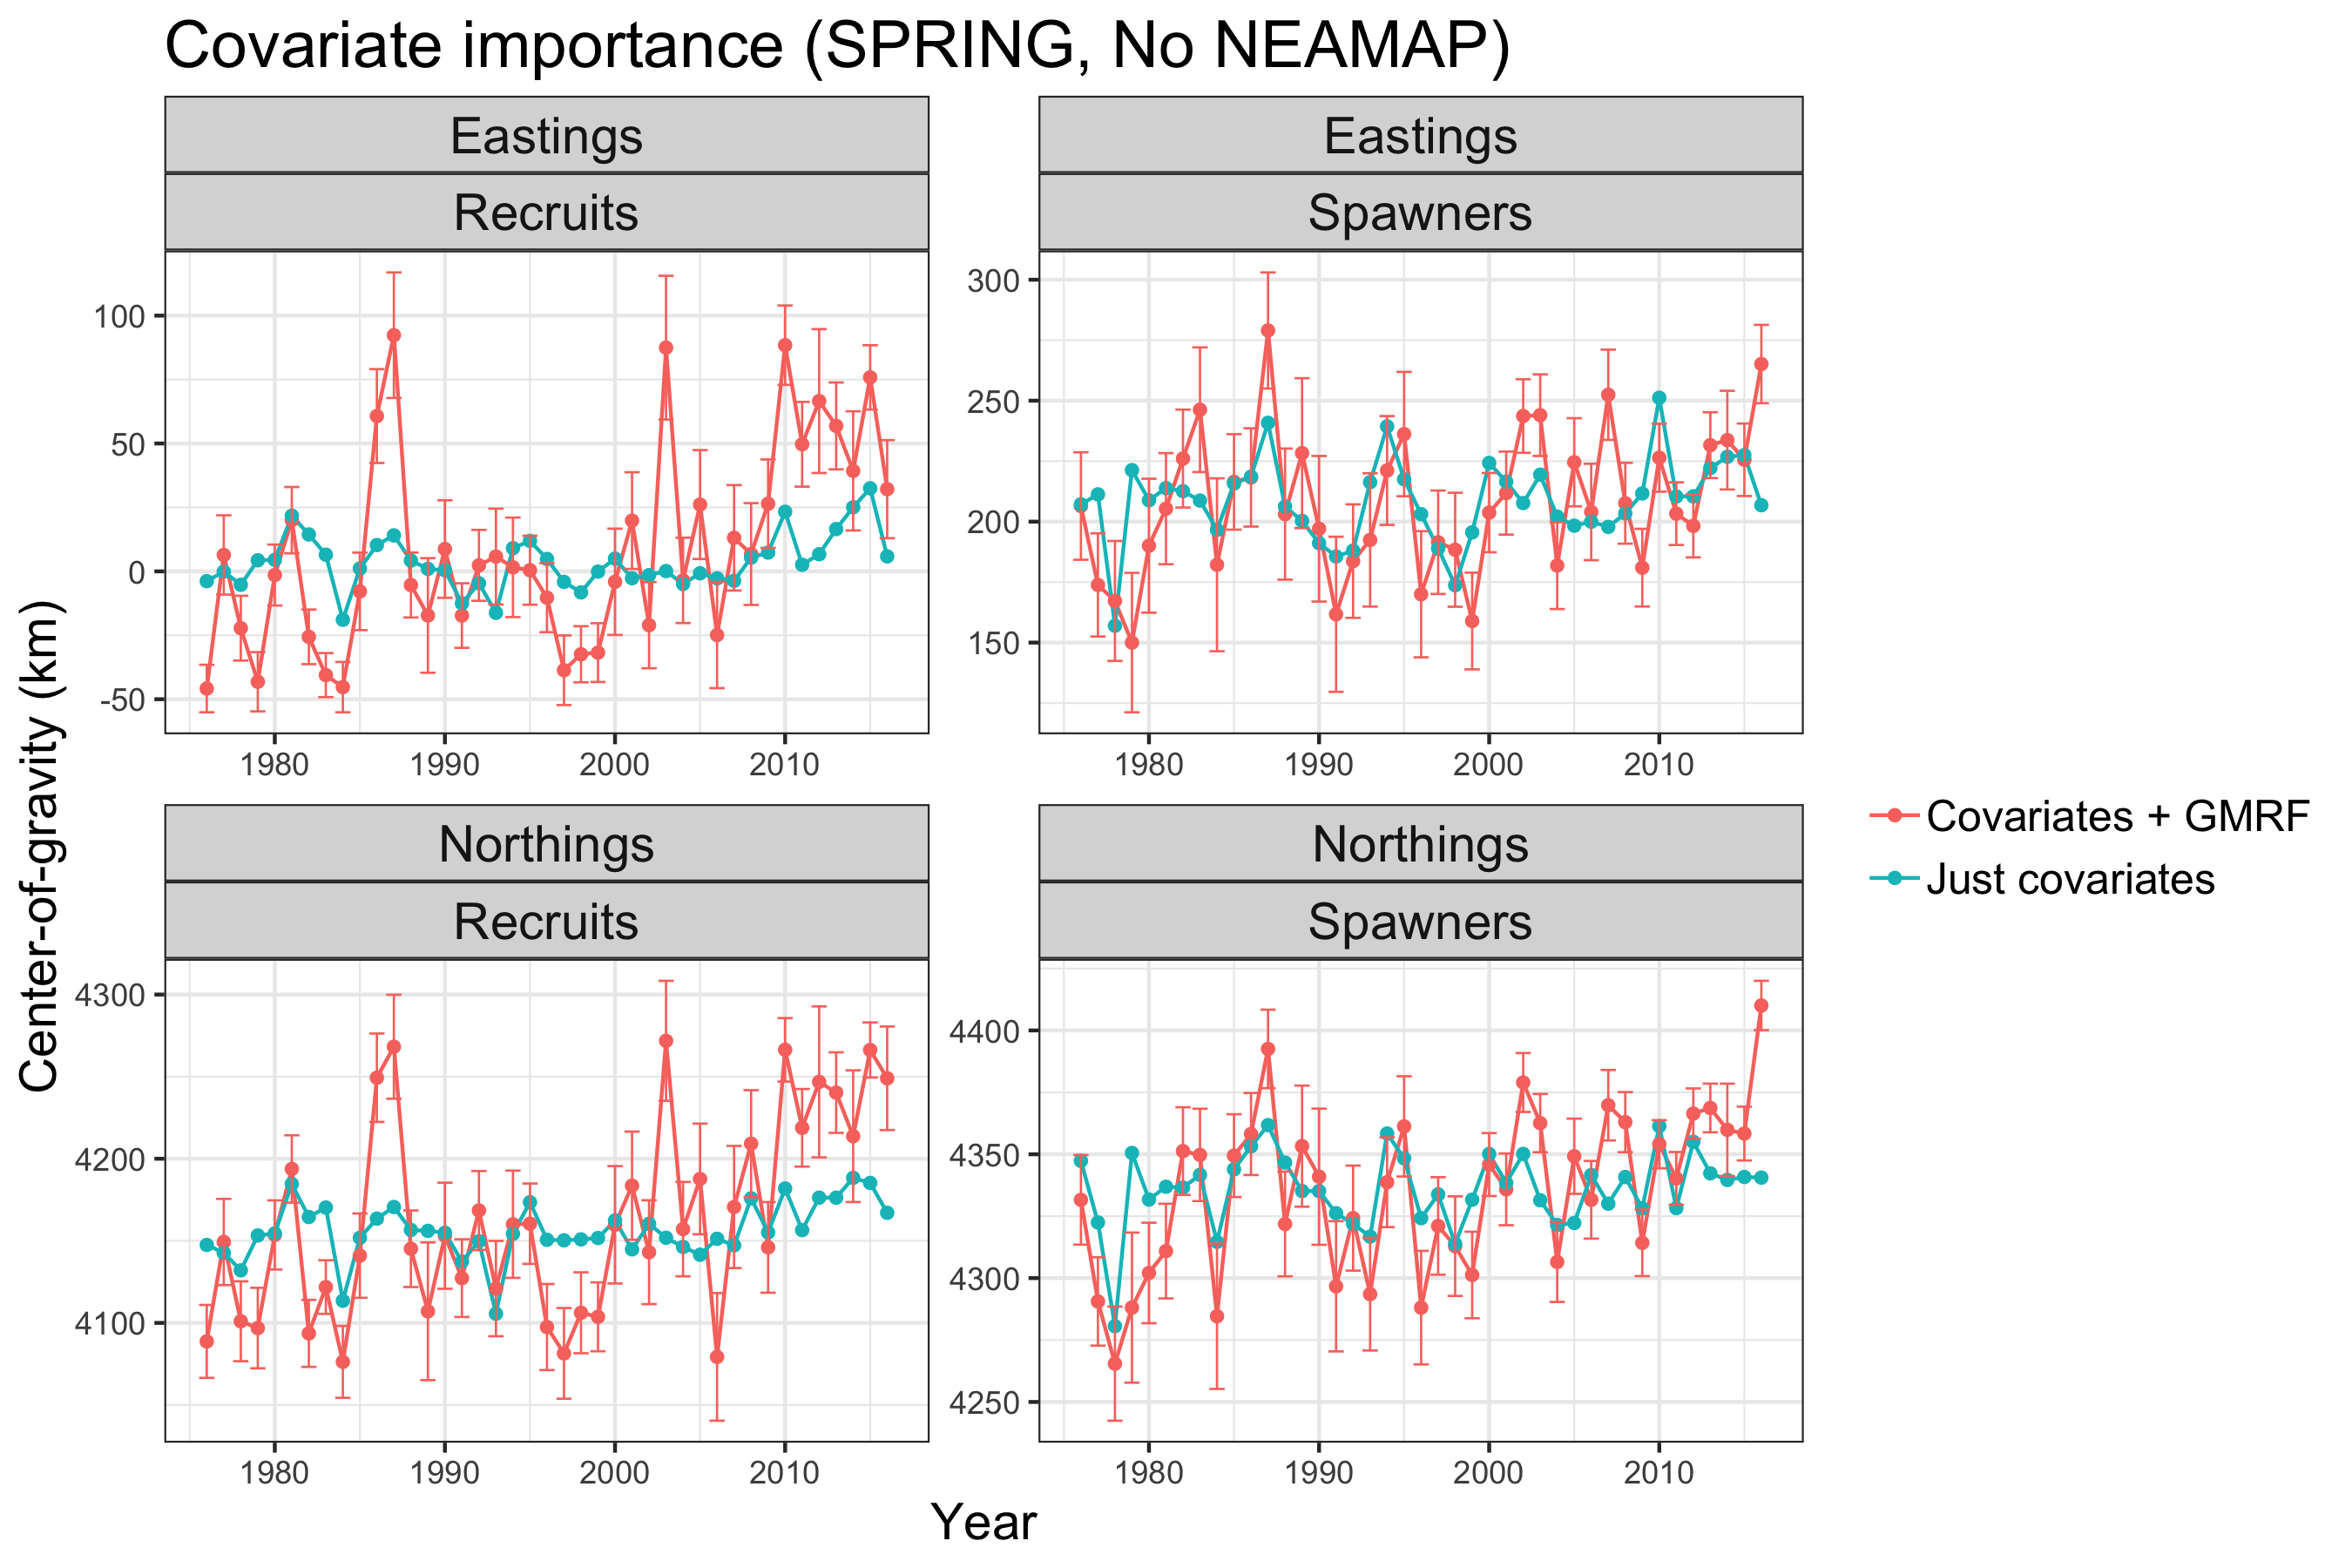 Covariate importance (SPRING, No NEAMAP)
Eastings
Recruits
Eastings
Spawners
100
50
0
-50
1980 1990 2000 2010
300
250
200
150
1980 1990 2000 2010
Northings
Recruits
Northings
Spawners
4300
4200
4100
1980 1990 2000 2010
4400
4350
4300
4250
1980 1990 2000 2010
Center-of-gravity (km)
Year
Covariates + GMRF
Just covariates